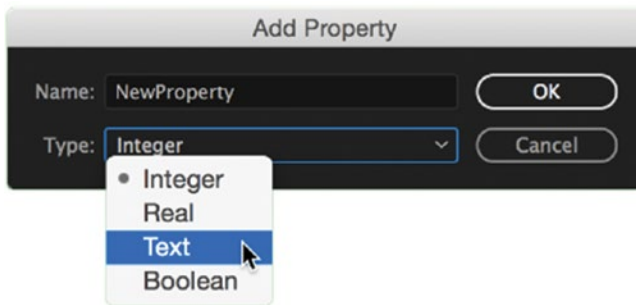 Add Property
Name: NewProperty OK
Type: Integer Cancel
Integer
Real
Text
Boolean